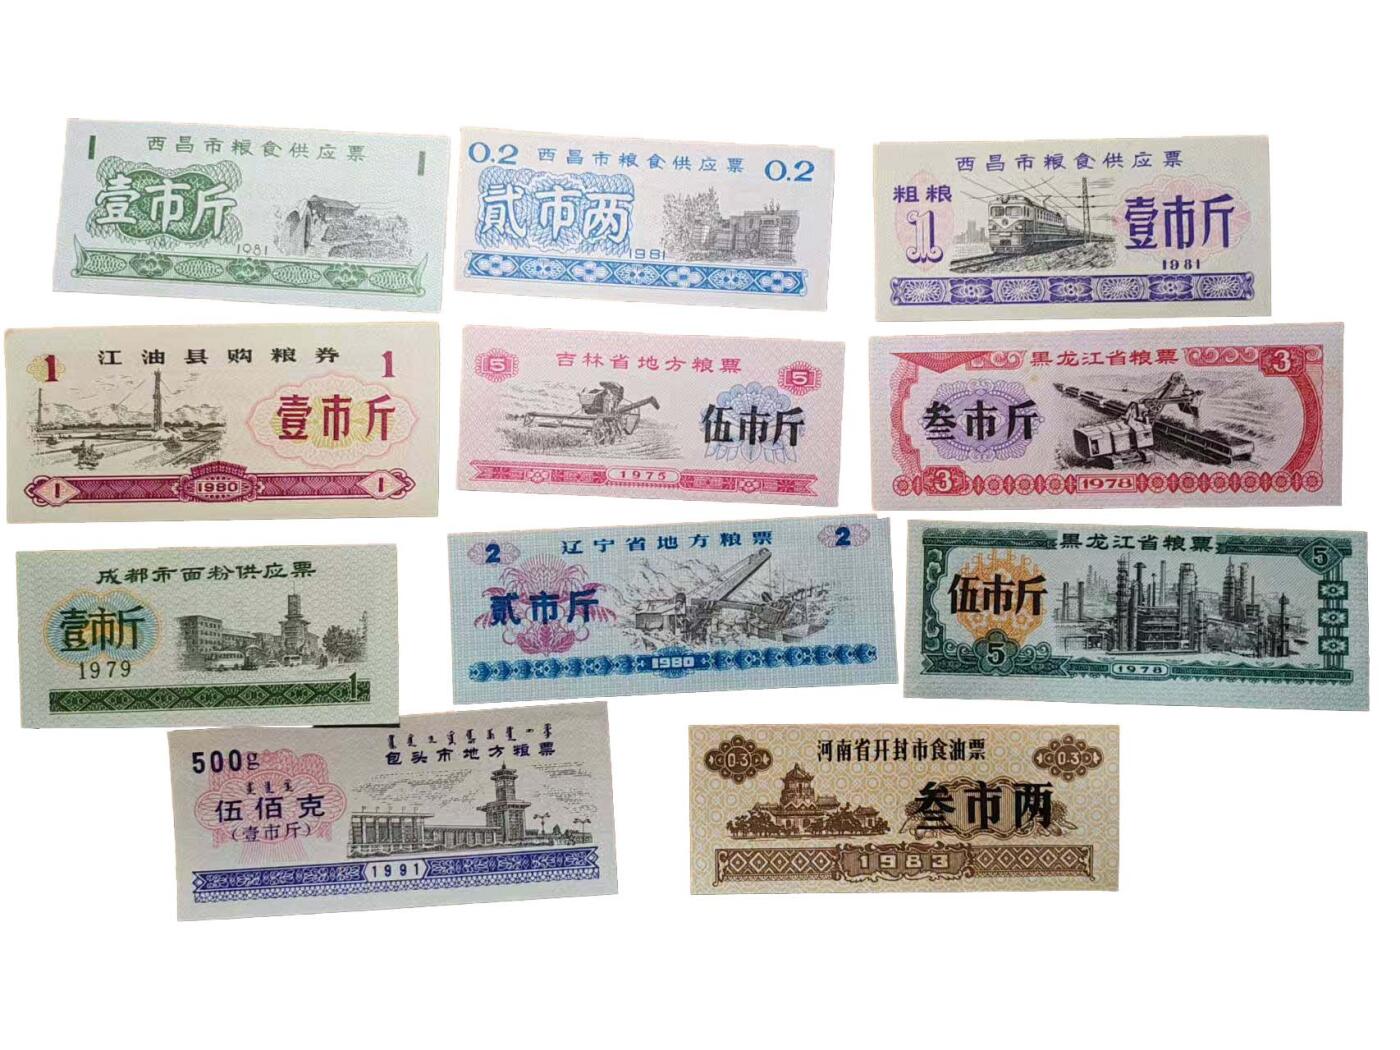 西昌市粮食供应票
1
1
壹市斤
1981
0.2
西昌市粮食供应票
0.2
贰市两
1981
西昌市粮食供应票
粗粮
1
壹市斤
1981
江油县购粮券
1
1
壹市斤
1
1980
1
吉林省地方粮票
5
5
伍市斤
1975
黑龙江省粮票
3
叁市斤
3
1978
成都市面粉供应票
壹市斤
1979
1
辽宁省地方粮票
2
2
贰市斤
1980
黑龙江省粮票
5
伍市斤
5
1978
500g
包头市地方粮票
伍佰克
(壹市斤)
1991
河南省开封市食油票
0.3
0.3
叁市两
1983